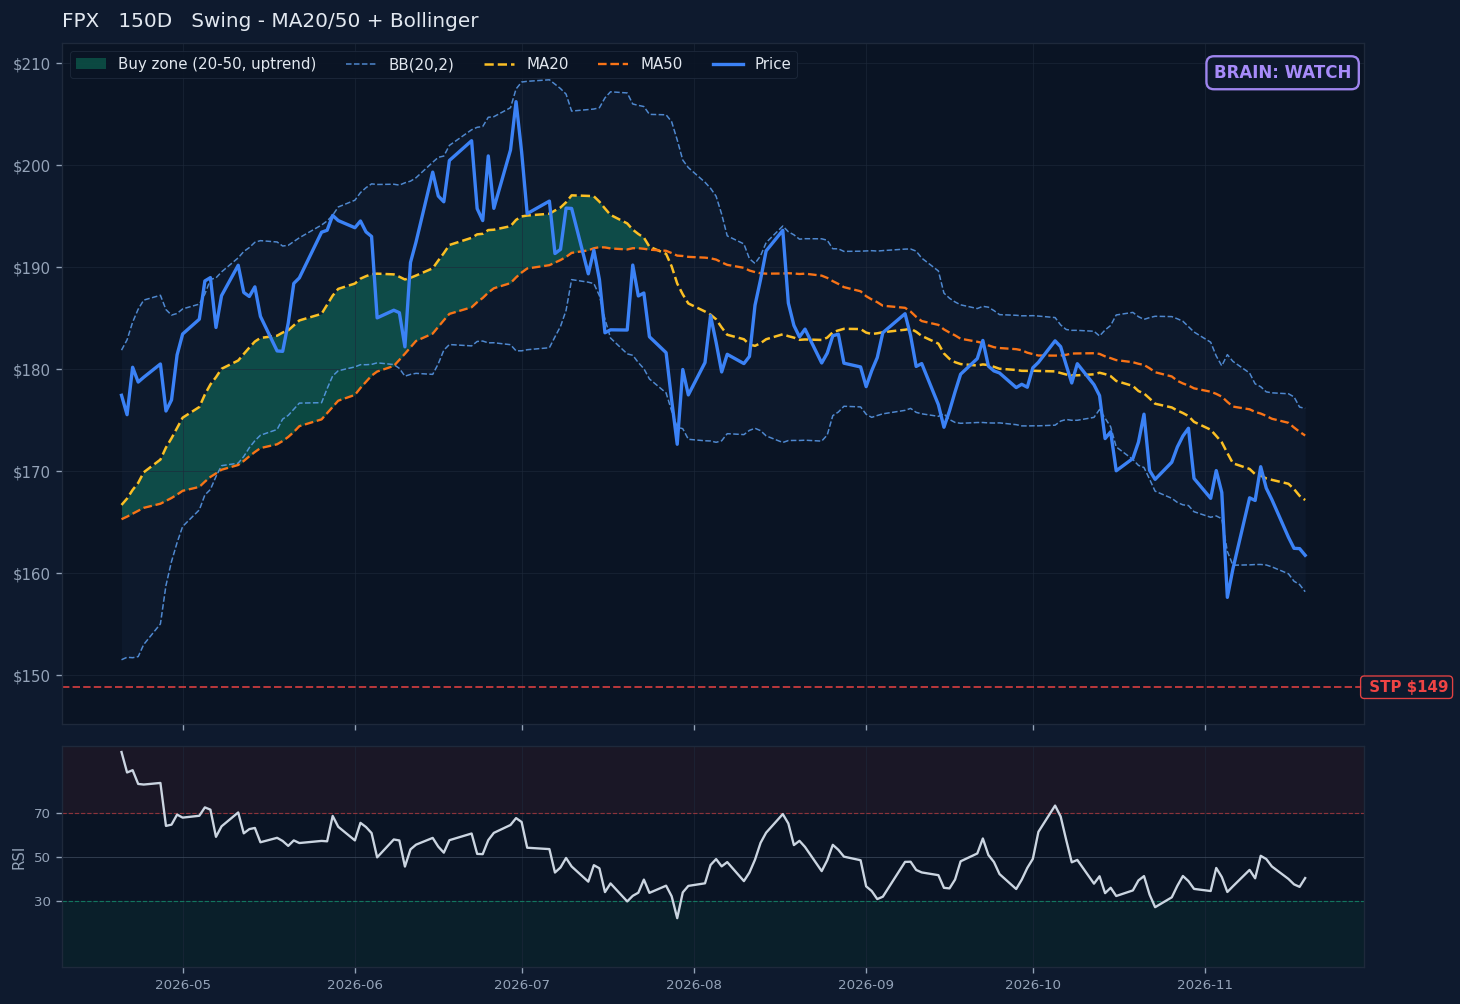 FPX   150D   Swing - MA20/50 + Bollinger
Buy zone (20-50, uptrend)   BB(20,2)   MA20   MA50   Price
BRAIN: WATCH
$210
$200
$190
$180
$170
$160
$150
STP $149
RSI
70
50
30
2026-05   2026-06   2026-07   2026-08   2026-09   2026-10   2026-11